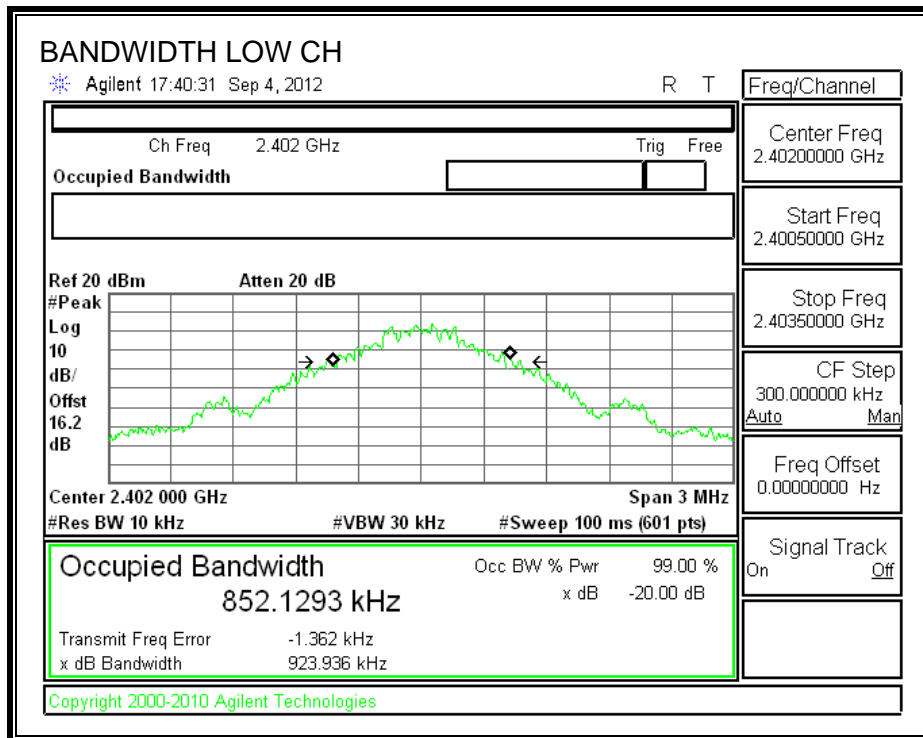 BANDWIDTH LOW CH
Agilent 17:40:31 Sep 4, 2012 R T
Freq/Channel
Ch Freq 2.402 GHz Trig Free
Occupied Bandwidth
Center Freq
2.40200000 GHz
Start Freq
2.40050000 GHz
Stop Freq
2.40350000 GHz
CF Step
300.000000 kHz
Auto Man
Freq Offset
0.00000000 Hz
Signal Track
On Off
Ref 20 dBm Atten 20 dB
#Peak
Log
10
dB/
Offst
16.2
dB
Center 2.402 000 GHz Span 3 MHz
#Res BW 10 kHz #VBW 30 kHz #Sweep 100 ms (601 pts)
Occupied Bandwidth Occ BW % Pwr 99.00 %
852.1293 kHz x dB -20.00 dB
Transmit Freq Error -1.362 kHz
x dB Bandwidth 923.936 kHz
Copyright 2000-2010 Agilent Technologies